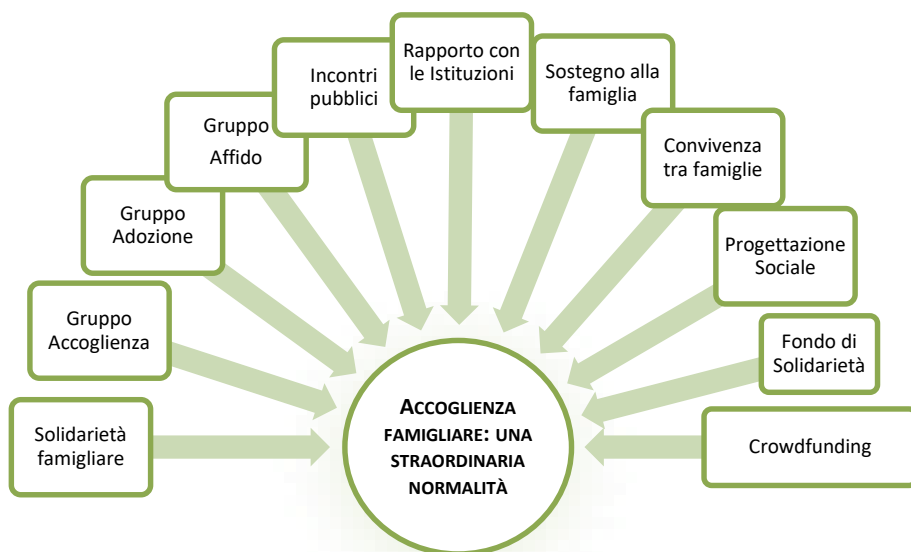 Rapporto con
le Istituzioni
Incontri
pubblici
Sostegno alla
famiglia
Gruppo
Affido
Convivenza
tra famiglie
Gruppo
Adozione
Progettazione
Sociale
Gruppo
Accoglienza
Fondo di
Solidarietà
Solidarietà
famigliare
Crowdfunding
ACCOGLIENZA
FAMIGLIARE: UNA
STRAORDINARIA
NORMALITÀ